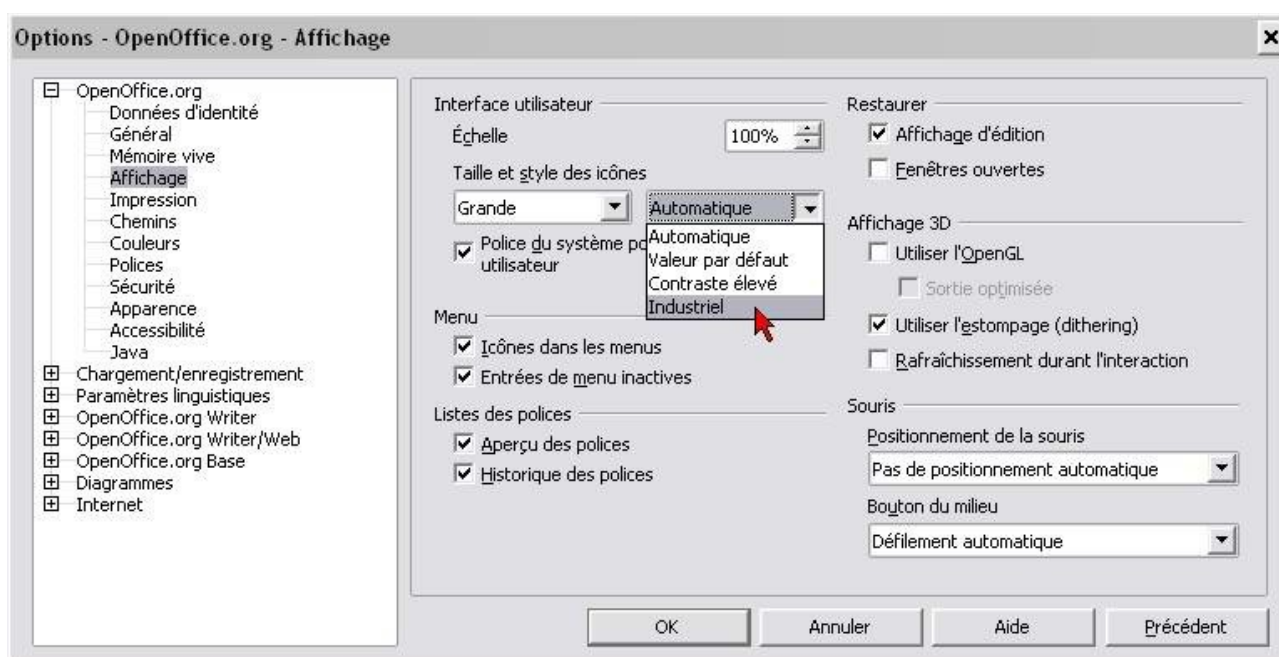 Options - OpenOffice.org - Affichage
OpenOffice.org
Données d'identité
Général
Mémoire vive
Affichage
Impression
Chemins
Couleurs
Polices
Sécurité
Apparence
Accessibilité
Java
Chargement/enregistrement
Paramètres linguistiques
OpenOffice.org Writer
OpenOffice.org Writer/Web
OpenOffice.org Base
Diagrammes
Internet
Interface utilisateur
Échelle
100%
Taille et style des icônes
Grande
Automatique
Automatique
Valeur par défaut
Contraste élevé
Industriel
Police du système po
utilisateur
Menu
Icônes dans les menus
Entrées de menu inactives
Listes des polices
Aperçu des polices
Historique des polices
Restaurer
Affichage d'édition
Fenêtres ouvertes
Affichage 3D
Utiliser l'OpenGL
Sortie optimisée
Utiliser l'estompage (dithering)
Rafraîchissement durant l'interaction
Souris
Positionnement de la souris
Pas de positionnement automatique
Bouton du milieu
Défilement automatique
OK
Annuler
Aide
Précédent